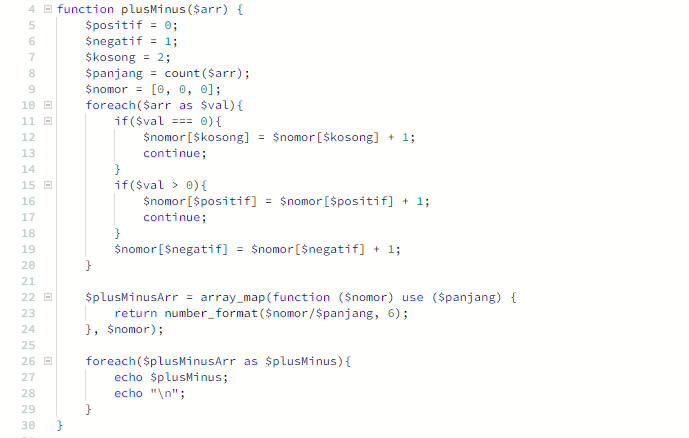 4 function plusMinus($arr) {
5 $positif = 0;
6 $negatif = 1;
7 $kosong = 2;
8 $panjang = count($arr);
9 $nomor = [0, 0, 0];
10 foreach($arr as $val){
11 if($val === 0){
12 $nomor[$kosong] = $nomor[$kosong] + 1;
13 continue;
14 }
15 if($val > 0){
16 $nomor[$positif] = $nomor[$positif] + 1;
17 continue;
18 }
19 $nomor[$negatif] = $nomor[$negatif] + 1;
20 }
21
22 $plusMinusArr = array_map(function ($nomor) use ($panjang) {
23 return number_format($nomor/$panjang, 6);
24 }, $nomor);
25
26 foreach($plusMinusArr as $plusMinus){
27 echo $plusMinus;
28 echo "\n";
29 }
30 }